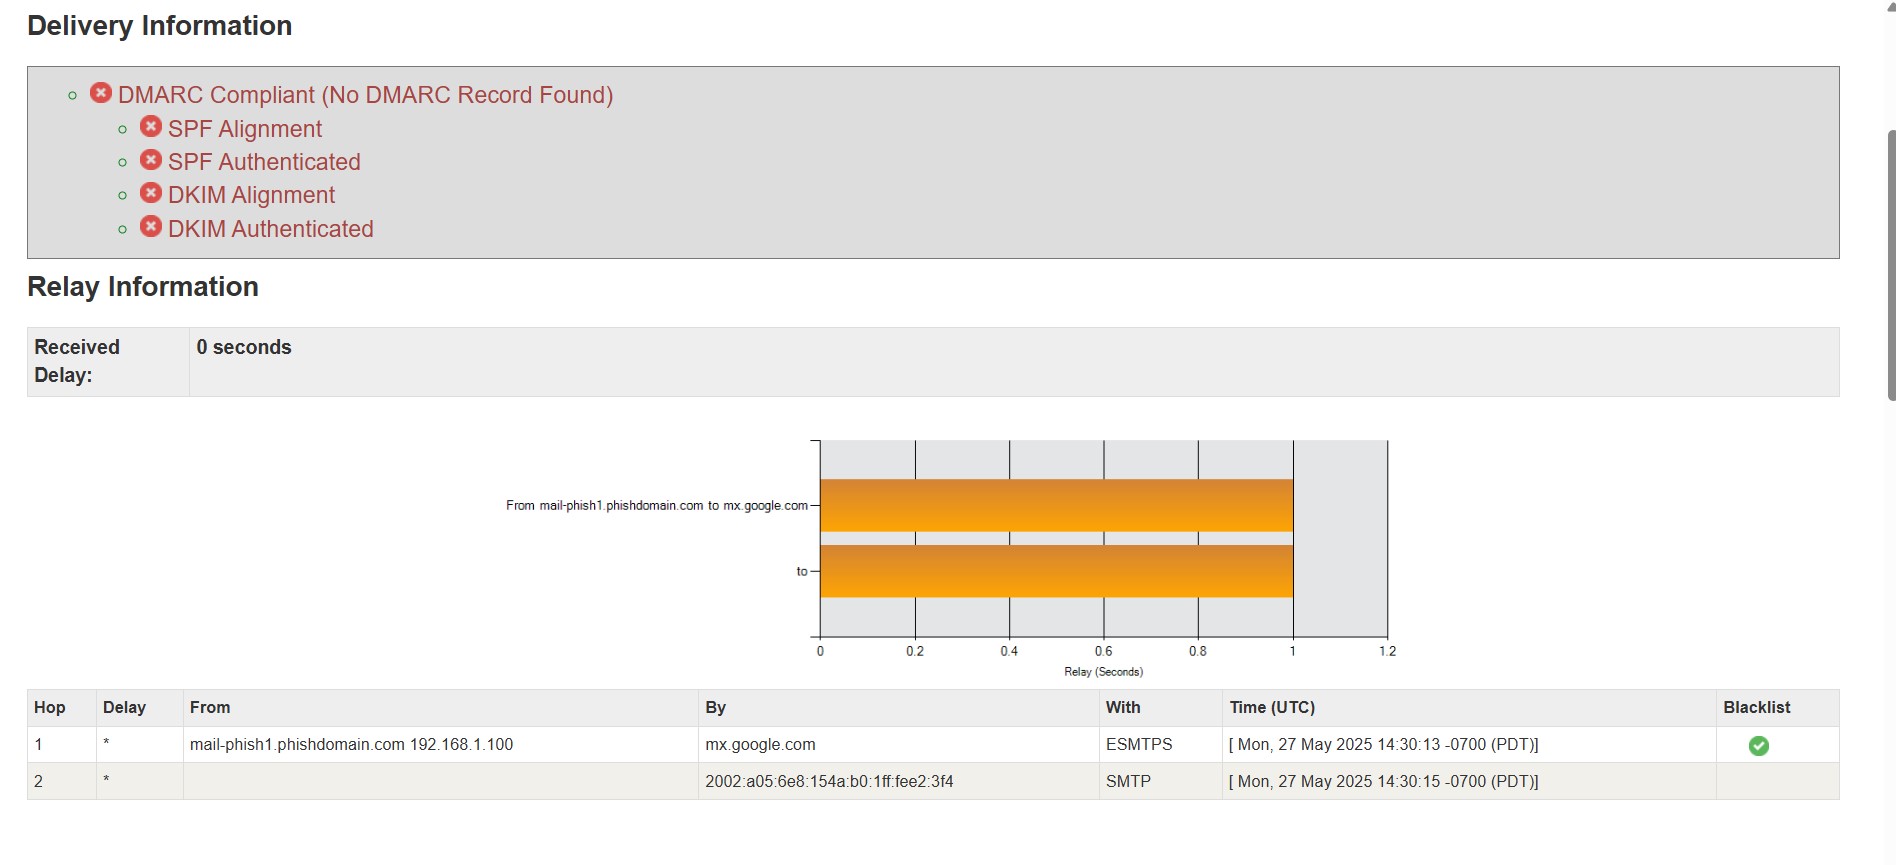 Delivery Information
DMARC Compliant (No DMARC Record Found)
SPF Alignment
SPF Authenticated
DKIM Alignment
DKIM Authenticated
Relay Information
Received Delay:
0 seconds
From mail-phish1.phishdomain.com to mx.google.com
to
0 0.2 0.4 0.6 0.8 1 1.2
Relay (Seconds)
Hop Delay From By With Time (UTC) Blacklist
1 * mail-phish1.phishdomain.com 192.168.1.100 mx.google.com ESMTPS [ Mon, 27 May 2025 14:30:13 -0700 (PDT)]
2 * 2002:a05:6e8:154a:b0:1ff:fee2:3f4 SMTP [ Mon, 27 May 2025 14:30:15 -0700 (PDT)]